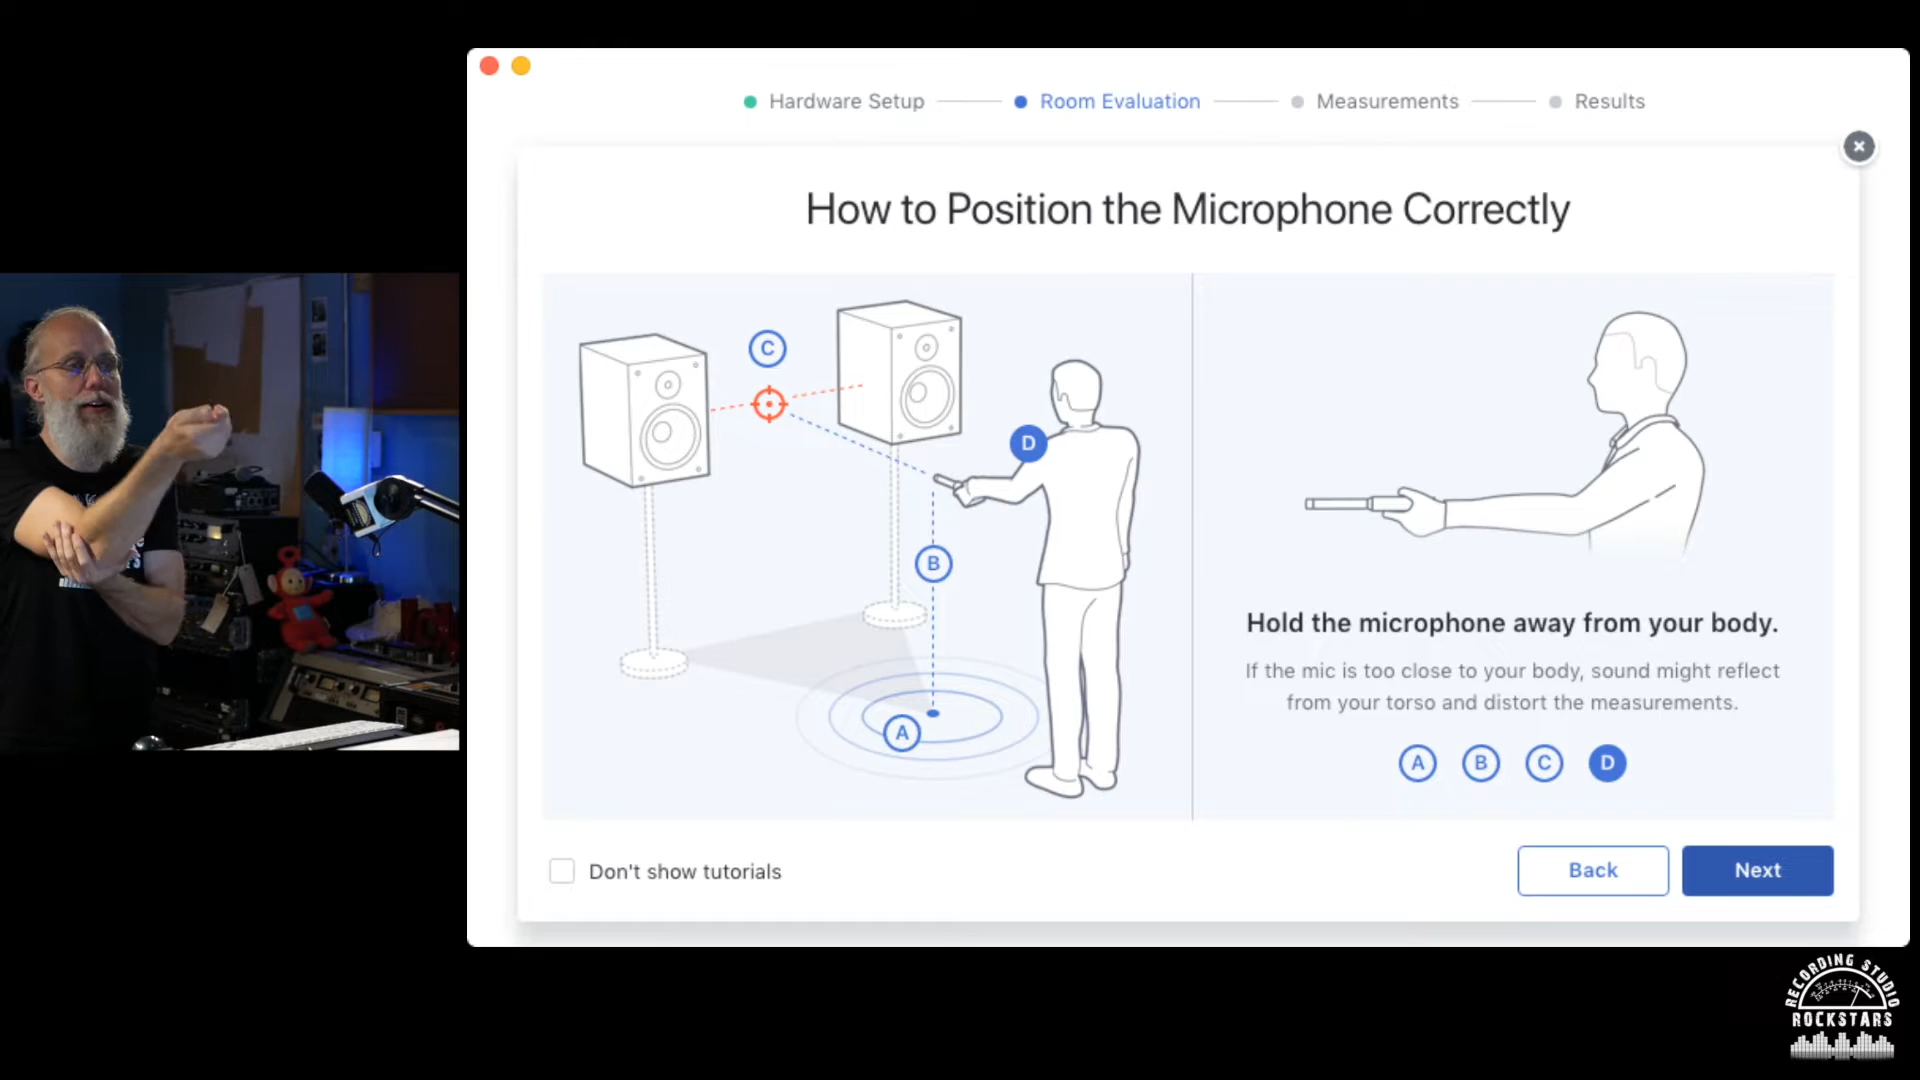 Hardware Setup
Room Evaluation
Measurements
Results
How to Position the Microphone Correctly
C
D
B
A
Hold the microphone away from your body.
If the mic is too close to your body, sound might reflect
from your torso and distort the measurements.
A B C D
Don't show tutorials
Back
Next
RECORDING STUDIO
ROCKSTARS